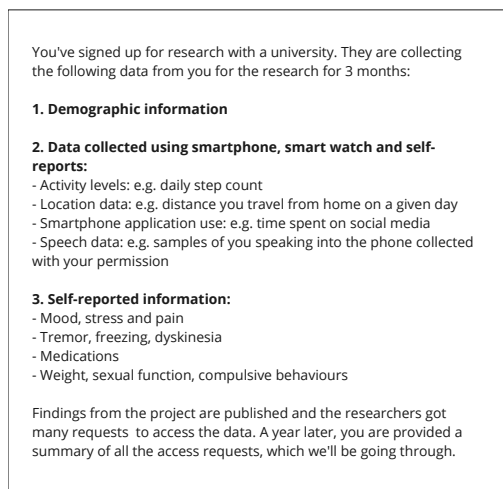 You've signed up for research with a university. They are collecting
the following data from you for the research for 3 months:
1. Demographic information
2. Data collected using smartphone, smart watch and self-
reports:
- Activity levels: e.g. daily step count
- Location data: e.g. distance you travel from home on a given day
- Smartphone application use: e.g. time spent on social media
- Speech data: e.g. samples of you speaking into the phone collected
with your permission
3. Self-reported information:
- Mood, stress and pain
- Tremor, freezing, dyskinesia
- Medications
- Weight, sexual function, compulsive behaviours
Findings from the project are published and the researchers got
many requests  to access the data. A year later, you are provided a
summary of all the access requests, which we'll be going through.